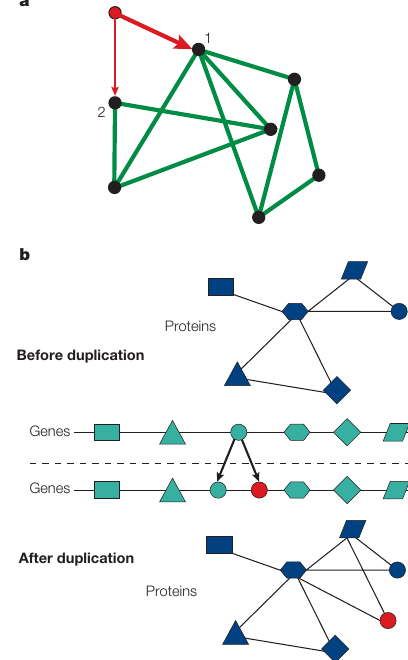 a
1
2
b
Proteins
Before duplication
Genes
Genes
After duplication
Proteins